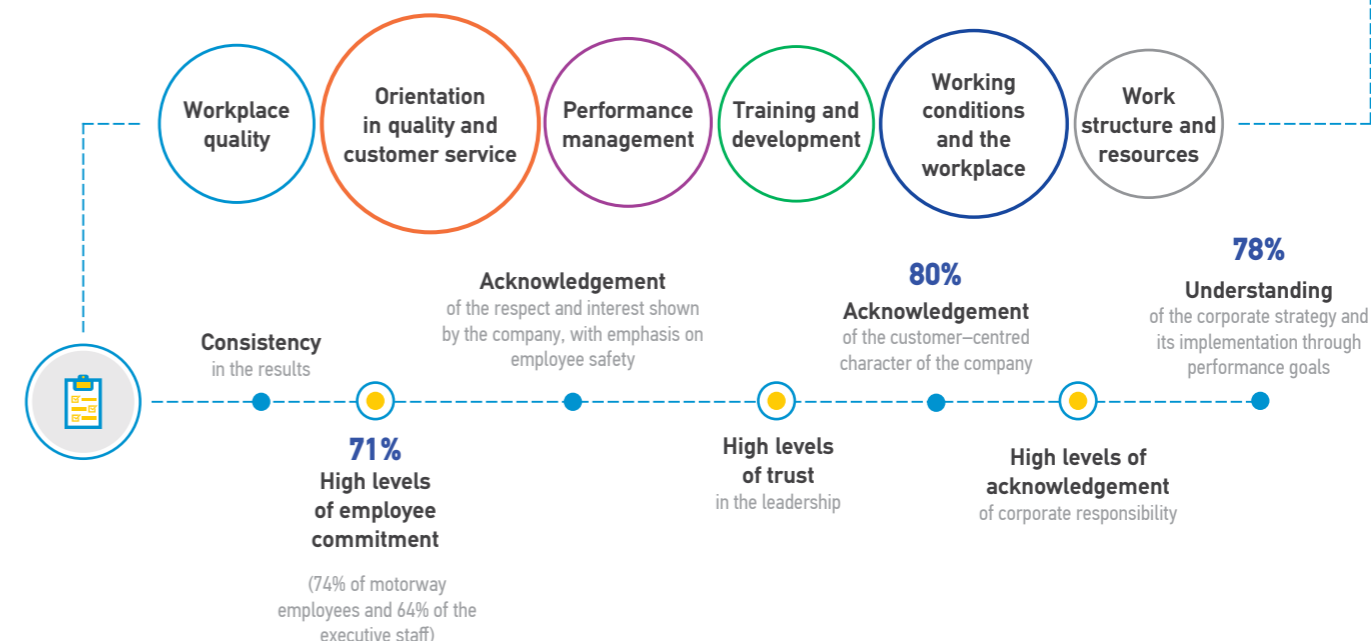 Workplace
quality
Orientation
in quality and
customer service
Performance
management
Training and
development
Working
conditions
and the
workplace
Work
structure and
resources
Consistency
in the results
71%
High levels
of employee
commitment
(74% of motorway
employees and 64% of the
executive staff)
Acknowledgement
of the respect and interest shown
by the company, with emphasis on
employee safety
High levels
of trust
in the leadership
80%
Acknowledgement
of the customer–centred
character of the company
High levels of
acknowledgement
of corporate responsibility
78%
Understanding
of the corporate strategy and
its implementation through
performance goals